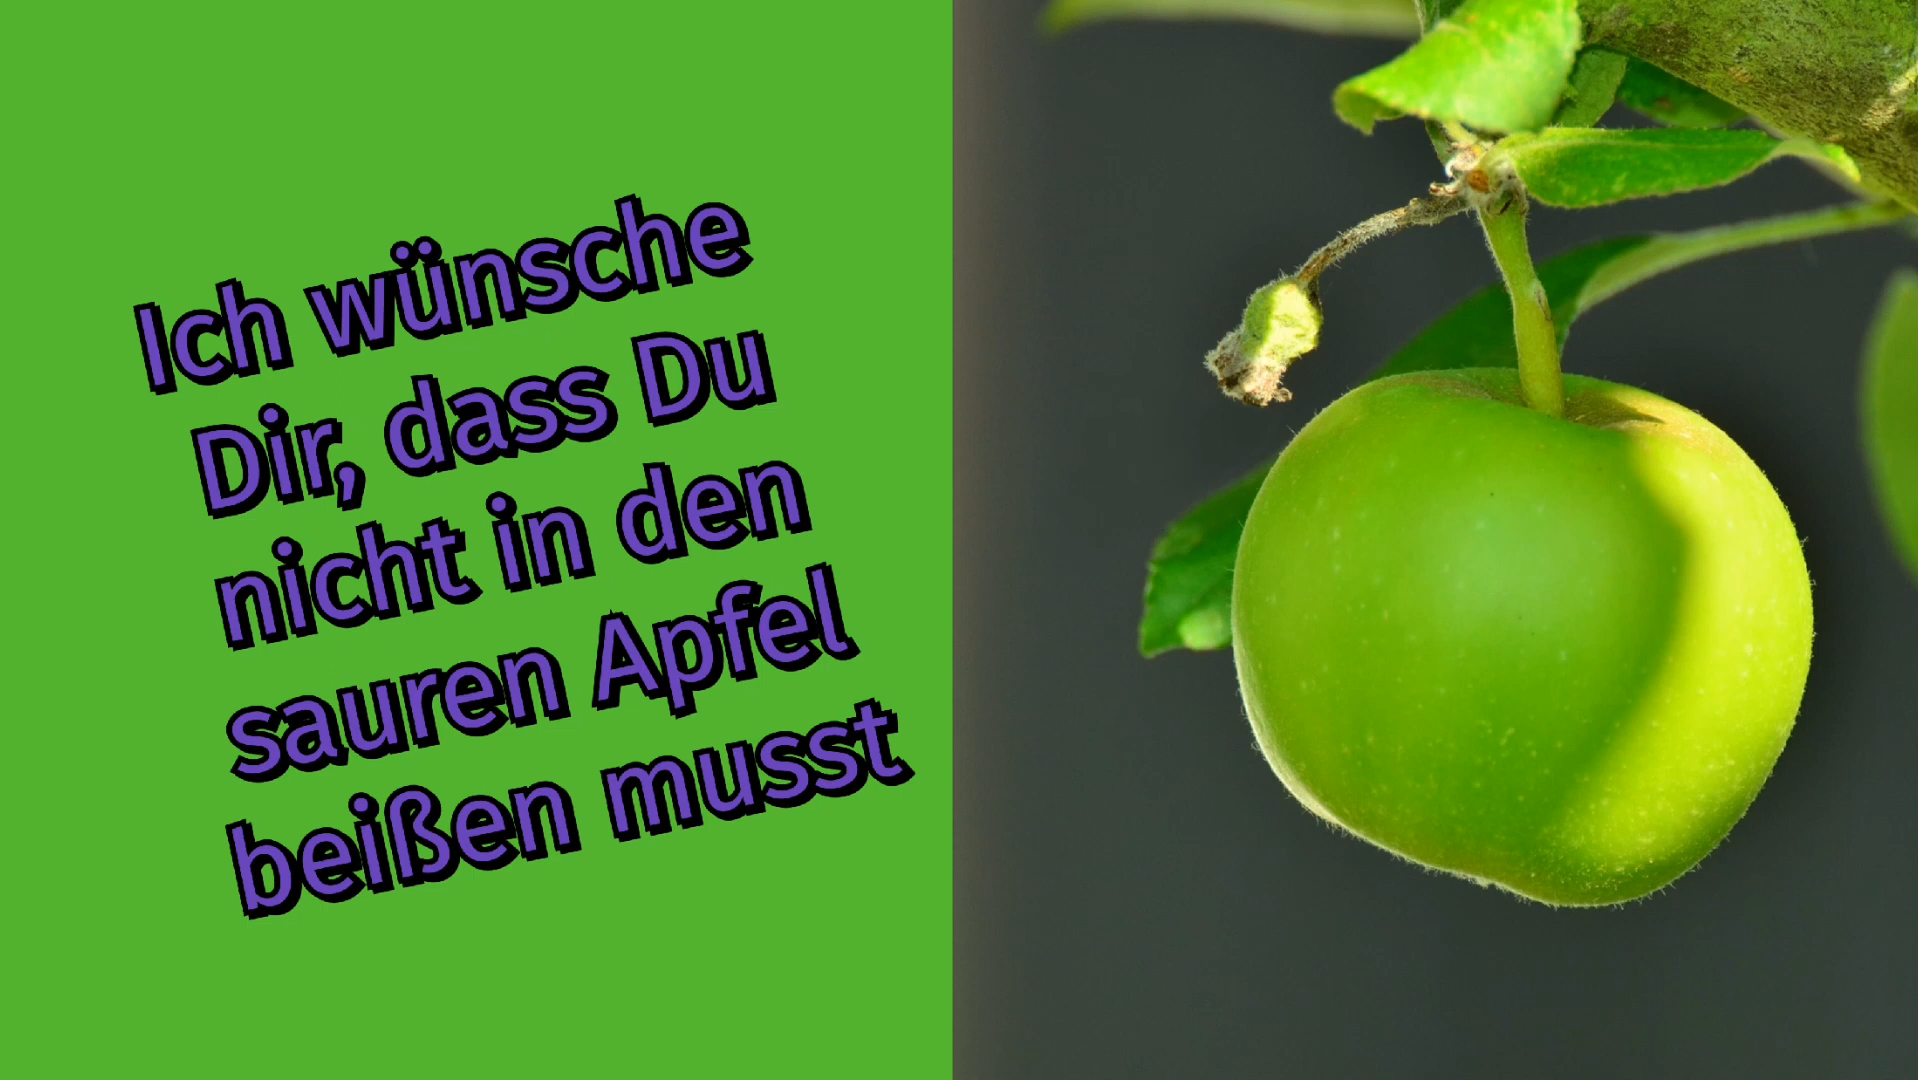 Ich wünsche
Dir, dass Du
nicht in den
sauren Apfel
beißen musst